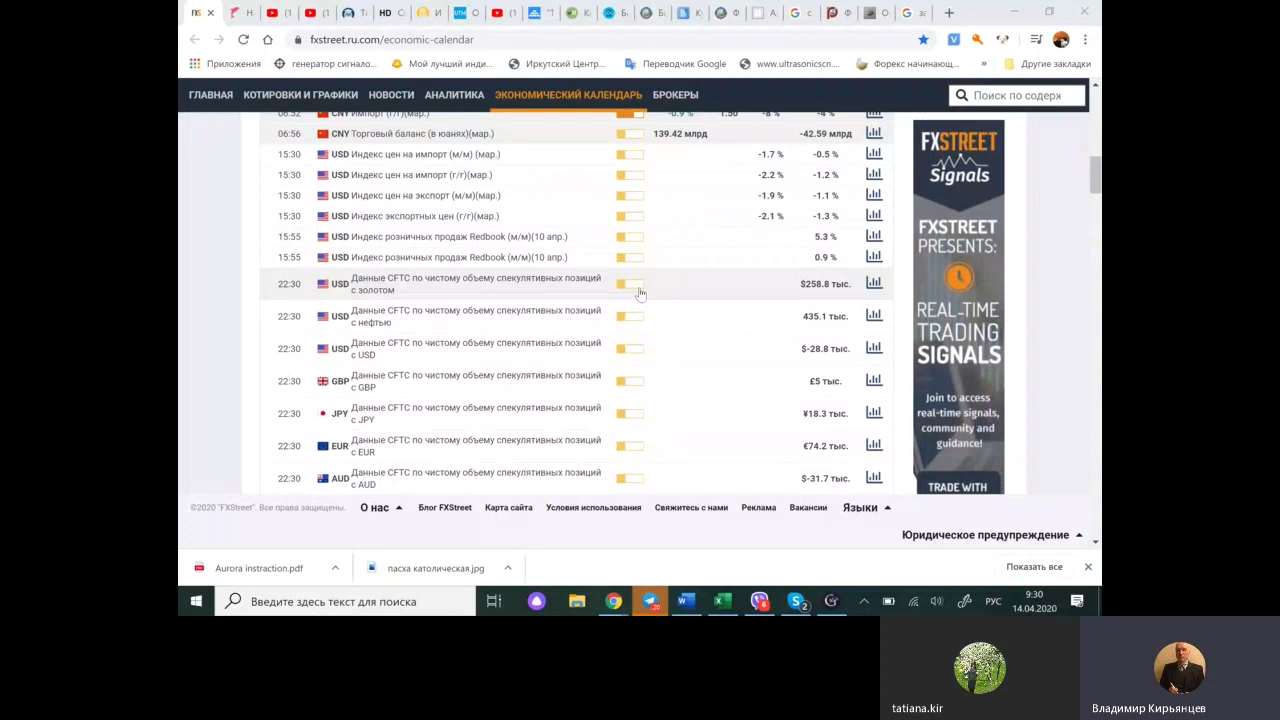 fxstreet.ru.com/economic-calendar
Приложения генератор сигнало... Мой лучший инди... Иркутский Центр... Переводчик Google www.ultrasonicscn... Форекс начинающ... » Другие закладки
ГЛАВНАЯ КОТИРОВКИ И ГРАФИКИ НОВОСТИ АНАЛИТИКА ЭКОНОМИЧЕСКИЙ КАЛЕНДАРЬ БРОКЕРЫ Поиск по содерж
06:52 CNY Импорт (г/г)(мар.) -0.9 % 1.50 -8 % -4 %
06:56 CNY Торговый баланс (в юанях)(мар.) 139.42 млрд -42.59 млрд
15:30 USD Индекс цен на импорт (м/м) (мар.) -1.7 % -0.5 %
15:30 USD Индекс цен на импорт (г/г)(мар.) -2.2 % -1.2 %
15:30 USD Индекс цен на экспорт (м/м)(мар.) -1.9 % -1.1 %
15:30 USD Индекс экспортных цен (г/г)(мар.) -2.1 % -1.3 %
15:55 USD Индекс розничных продаж Redbook (м/м)(10 апр.) 5.3 %
15:55 USD Индекс розничных продаж Redbook (м/м)(10 апр.) 0.9 %
22:30 USD Данные CFTC по чистому объему спекулятивных позиций
с золотом $258.8 тыс.
22:30 USD Данные CFTC по чистому объему спекулятивных позиций
с нефтью 435.1 тыс.
22:30 USD Данные CFTC по чистому объему спекулятивных позиций
с USD $-28.8 тыс.
22:30 GBP Данные CFTC по чистому объему спекулятивных позиций
с GBP £5 тыс.
22:30 JPY Данные CFTC по чистому объему спекулятивных позиций
с JPY ¥18.3 тыс.
22:30 EUR Данные CFTC по чистому объему спекулятивных позиций
с EUR €74.2 тыс.
22:30 AUD Данные CFTC по чистому объему спекулятивных позиций
с AUD $-31.7 тыс.
FXSTREET
Signals
FXSTREET
PRESENTS:
REAL-TIME
TRADING
SIGNALS
Join to access
real-time signals,
community and
guidance!
TRADE WITH
©2020 "FXStreet". Все права защищены. О нас Блог FXStreet Карта сайта Условия использования Свяжитесь с нами Реклама Вакансии Языки
Юридическое предупреждение
Aurora instraction.pdf пасха католическая.jpg Показать все
Введите здесь текст для поиска РУС 9:30
14.04.2020
tatiana.kir Владимир Кирьянцев